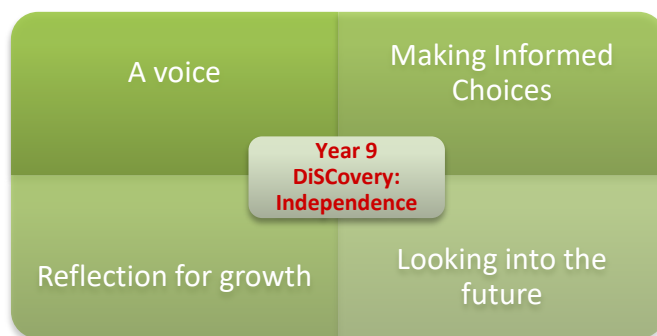 A voice
Making Informed
Choices
Year 9
DiSCovery:
Independence
Reflection for growth
Looking into the
future